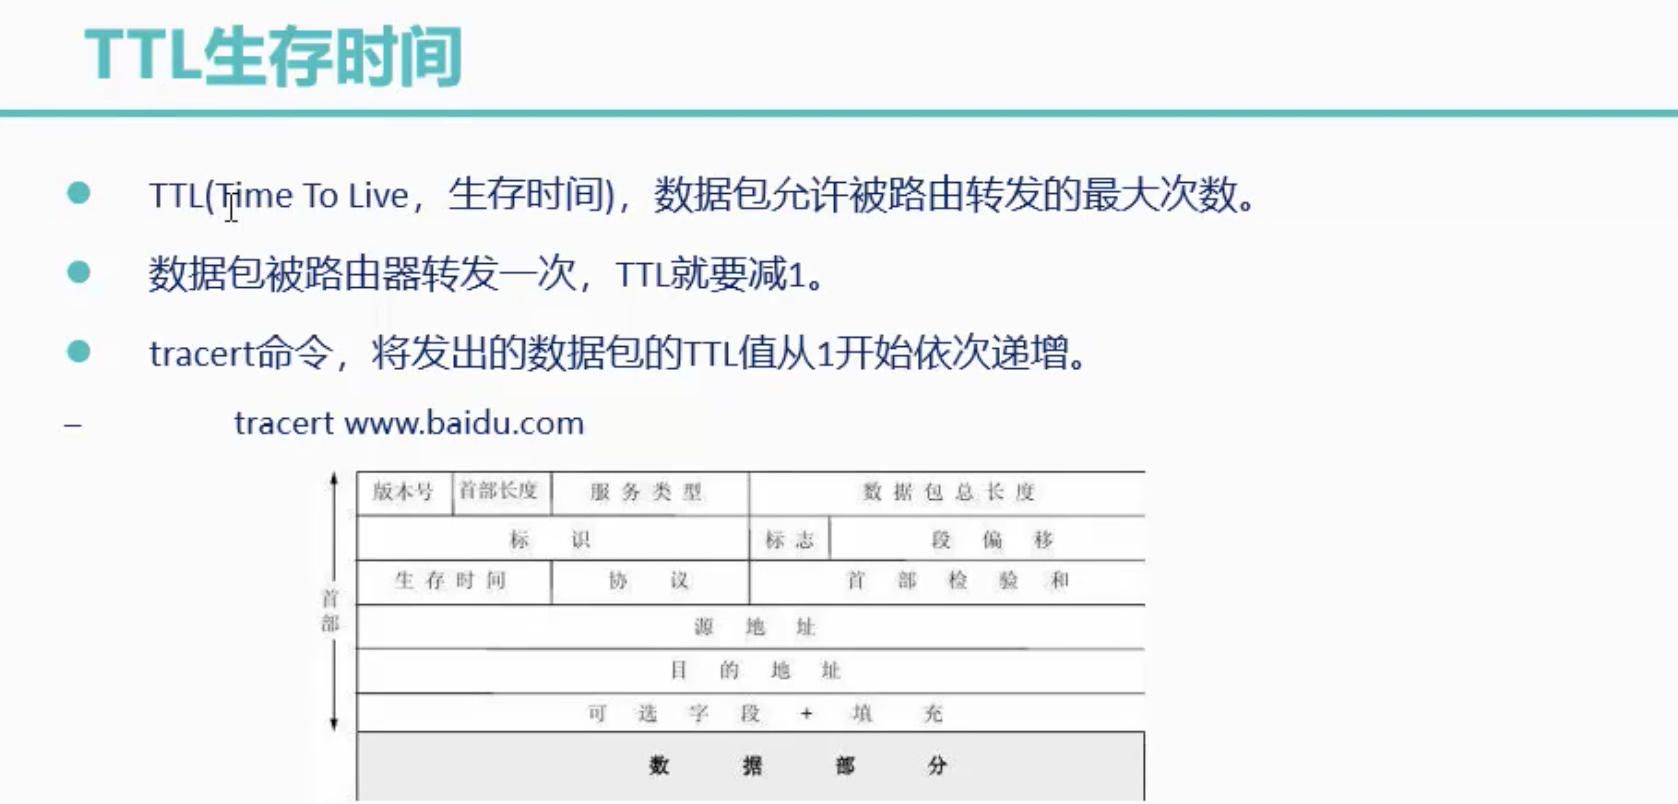 TTL生存时间
TTL(Time To Live，生存时间)，数据包允许被路由转发的最大次数。
数据包被路由器转发一次，TTL就要减1。
tracert命令，将发出的数据包的TTL值从1开始依次递增。
– tracert www.baidu.com
版本号 首部长度 服务类型 数据包总长度
标识 标志 段偏移
生存时间 协议 首部检验和
首部
源地址
目的地址
可选字段 + 填充
数据部分